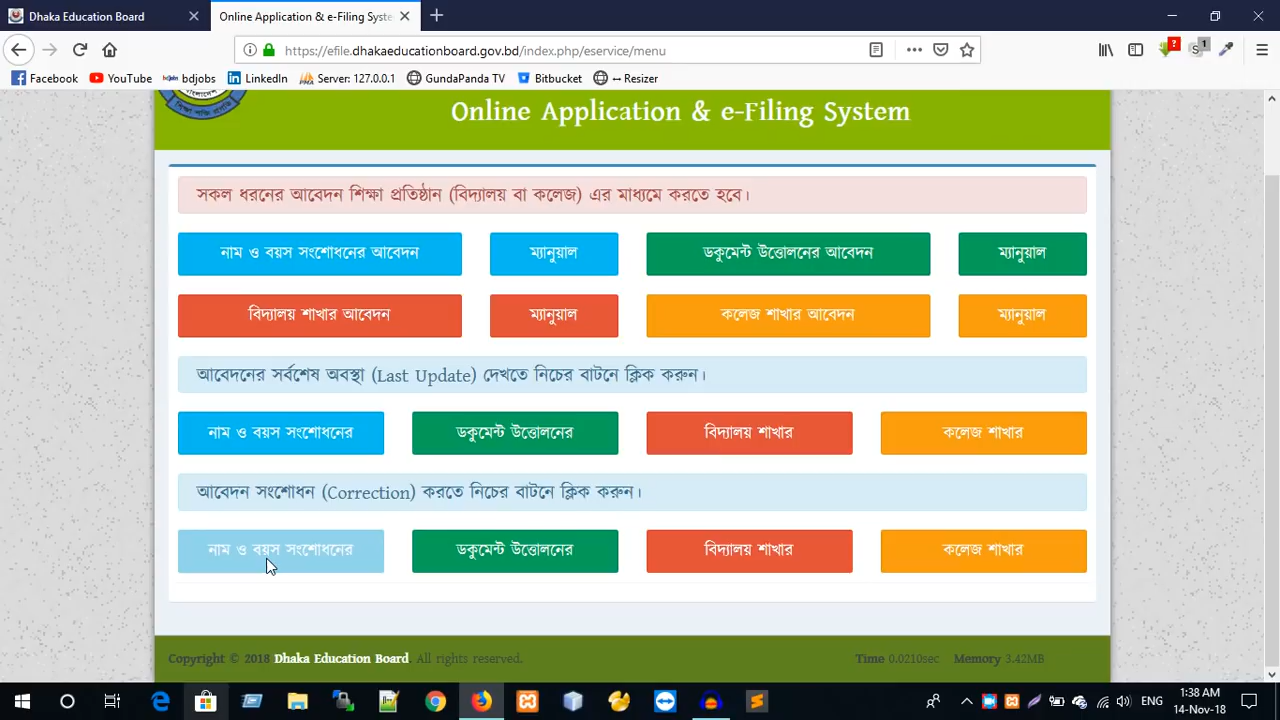 Dhaka Education Board
Online Application & e-Filing Syste
https://efile.dhakaeducationboard.gov.bd/index.php/eservice/menu
Facebook YouTube bdjobs LinkedIn Server: 127.0.0.1 GundaPanda TV Bitbucket ↔ Resizer
Online Application & e-Filing System
সকল ধরনের আবেদন শিক্ষা প্রতিষ্ঠান (বিদ্যালয় বা কলেজ) এর মাধ্যমে করতে হবে।
নাম ও বয়স সংশোধনের আবেদন ম্যানুয়াল ডকুমেন্ট উত্তোলনের আবেদন ম্যানুয়াল
বিদ্যালয় শাখার আবেদন ম্যানুয়াল কলেজ শাখার আবেদন ম্যানুয়াল
আবেদনের সর্বশেষ অবস্থা (Last Update) দেখতে নিচের বাটনে ক্লিক করুন।
নাম ও বয়স সংশোধনের ডকুমেন্ট উত্তোলনের বিদ্যালয় শাখার কলেজ শাখার
আবেদন সংশোধন (Correction) করতে নিচের বাটনে ক্লিক করুন।
নাম ও বয়স সংশোধনের ডকুমেন্ট উত্তোলনের বিদ্যালয় শাখার কলেজ শাখার
Copyright © 2018 Dhaka Education Board. All rights reserved. Time 0.0210sec Memory 3.42MB
ENG 1:38 AM
14-Nov-18